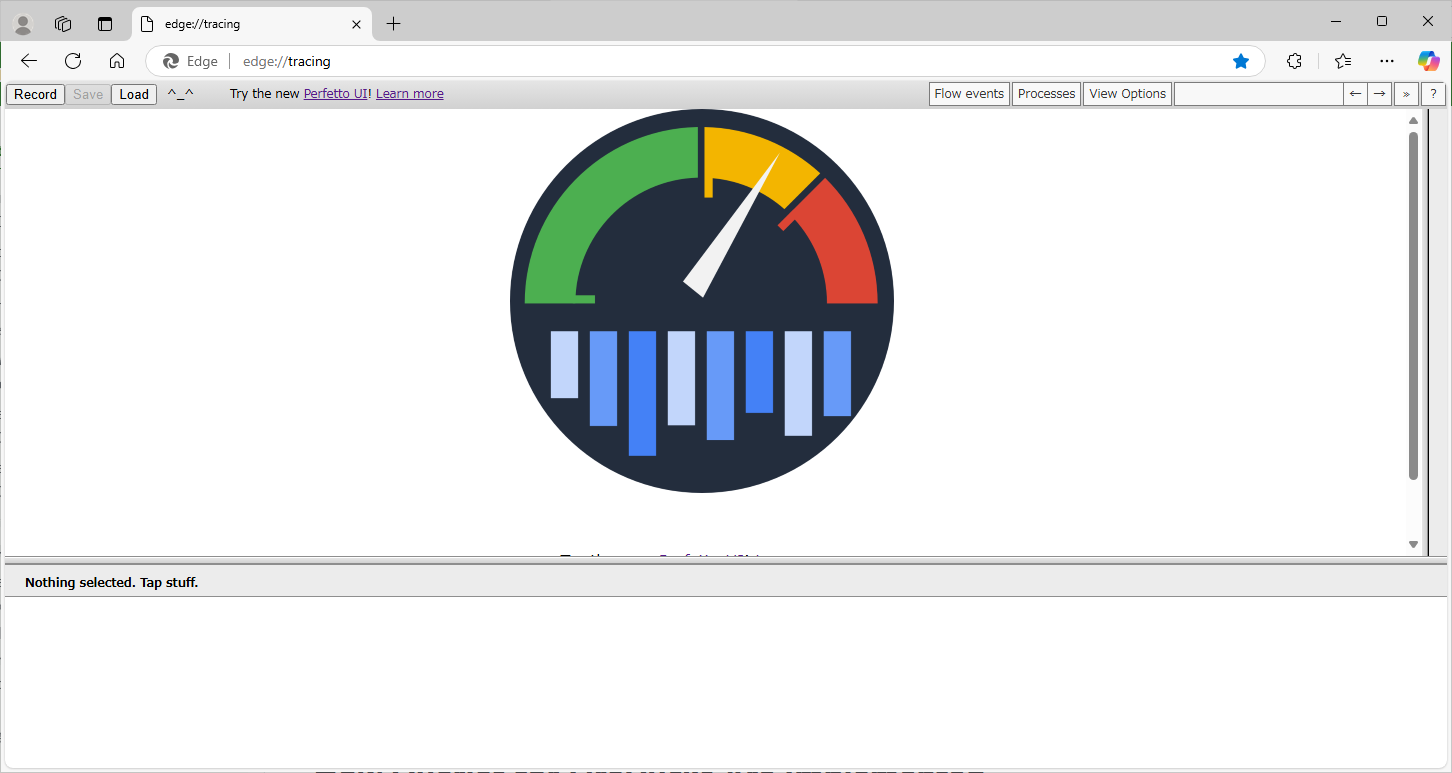 edge://tracing
Edge edge://tracing
Record Save Load ^_^ Try the new Perfetto UI! Learn more Flow events Processes View Options ← → » ?
Nothing selected. Tap stuff.